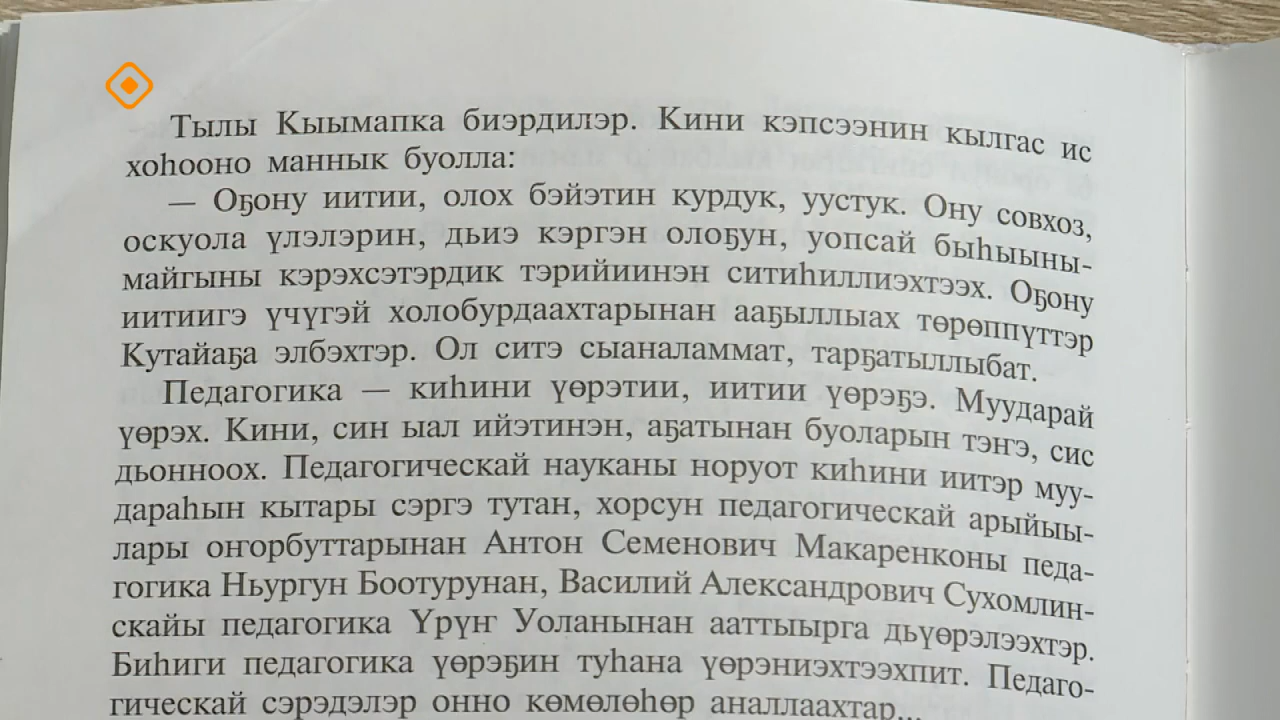 Тылы Кыымапка биэрдилэр. Кини кэпсээнин кылгас ис
хоһооно маннык буолла:
— Оҕону иитии, олох бэйэтин курдук, уустук. Ону совхоз,
оскуола үлэлэрин, дьиэ кэргэн олоҕун, уопсай быһыыны-
майгыны кэрэхсэтэрдик тэрийиинэн ситиһиллиэхтээх. Оҕону
иитиигэ үчүгэй холобурдаахтарынан ааҕыллыах төрөппүттэр
Кутайаҕа элбэхтэр. Ол ситэ сыаналаммат, тарҕатыллыбат.
Педагогика — киһини үөрэтии, иитии үөрэҕэ. Муударай
үөрэх. Кини, син ыал ийэтинэн, аҕатынан буоларын тэҥэ, сис
дьонноох. Педагогическай науканы норуот киһини иитэр муу-
дараһын кытары сэргэ тутан, хорсун педагогическай арыйыы-
лары оҥорбуттарынан Антон Семенович Макаренконы педа-
гогика Ньургун Боотурунан, Василий Александрович Сухомлин-
скайы педагогика Үрүҥ Уоланынан ааттыырга дьүөрэлээхтэр.
Биһиги педагогика үөрэҕин туһана үөрэниэхтээхпит. Педаго-
гическай сэрэдэлэр онно көмөлөһөр аналлаахтар...